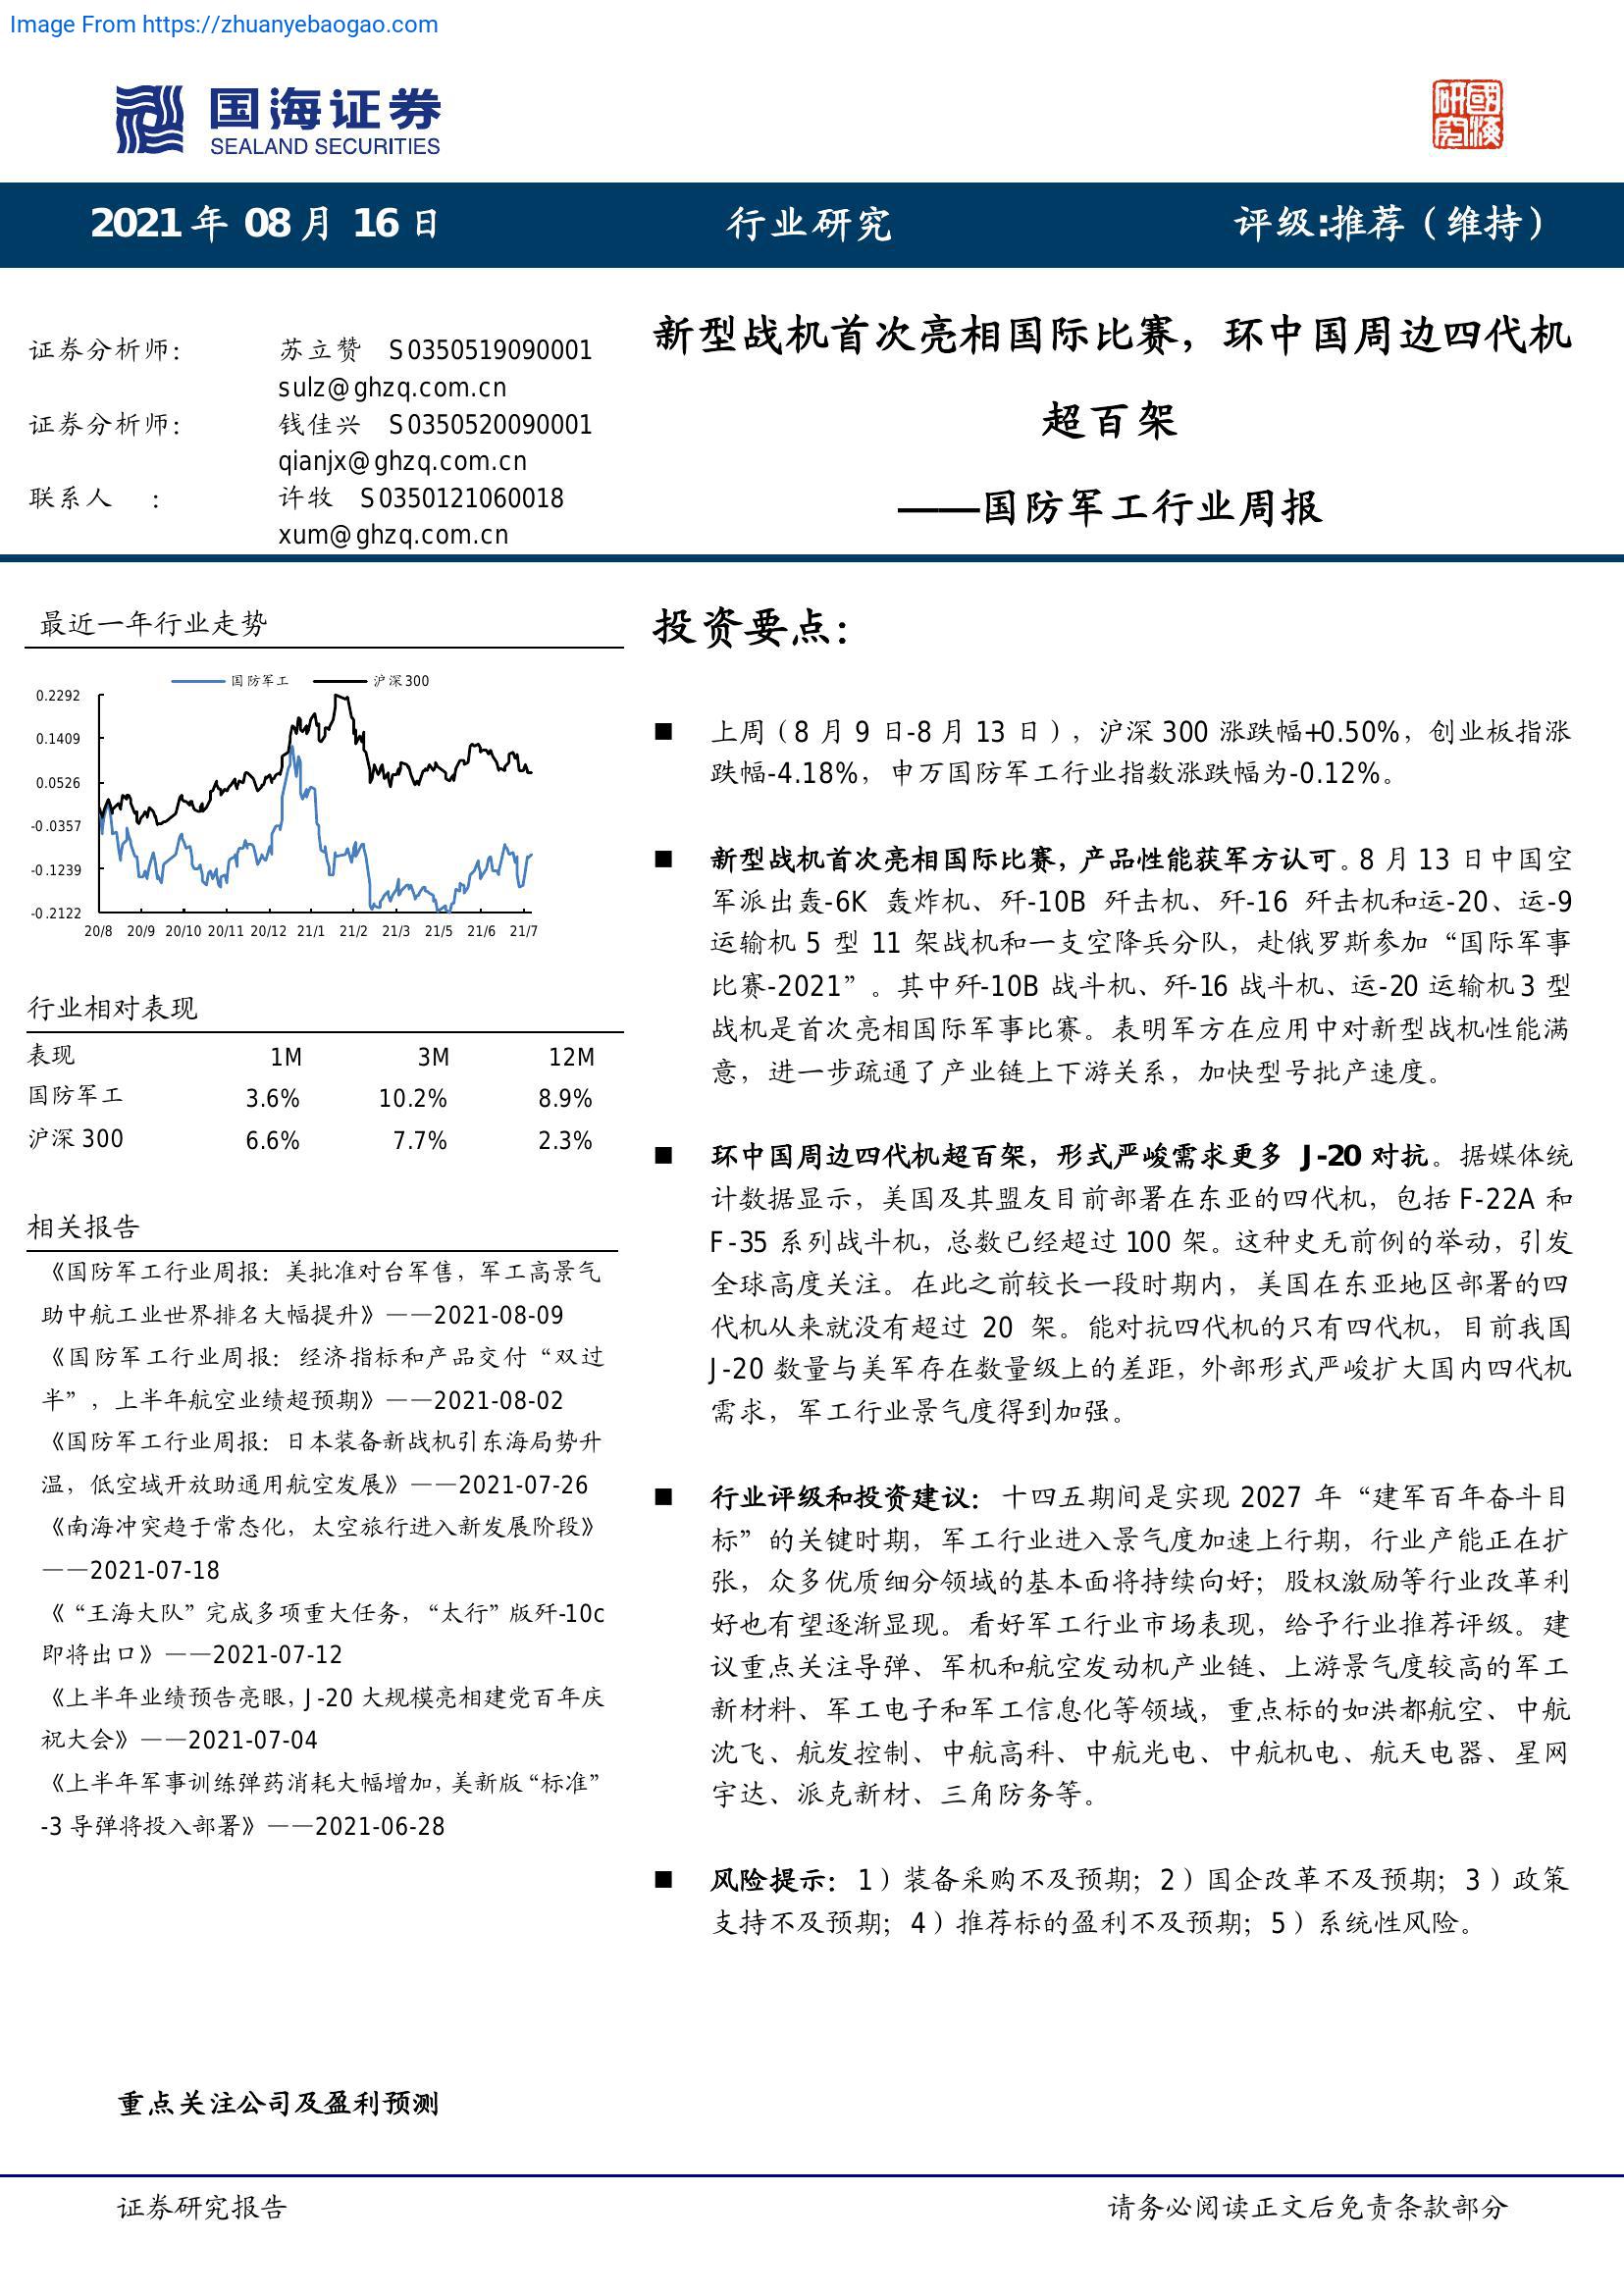 Image From https://zhuanyebaogao.com
国海证券
SEALAND SECURITIES
國海研究
2021 年 08 月 16 日
行业研究
评级:推荐（维持）
证券分析师： 苏立赞 S0350519090001
sulz@ghzq.com.cn
证券分析师： 钱佳兴 S0350520090001
qianjx@ghzq.com.cn
联系人 ： 许牧 S0350121060018
xum@ghzq.com.cn
新型战机首次亮相国际比赛，环中国周边四代机
超百架
——国防军工行业周报
最近一年行业走势
国防军工 沪深300
0.2292
0.1409
0.0526
-0.0357
-0.1239
-0.2122
20/8 20/9 20/10 20/11 20/12 21/1 21/2 21/3 21/5 21/6 21/7
行业相对表现
表现 1M 3M 12M
国防军工 3.6% 10.2% 8.9%
沪深 300 6.6% 7.7% 2.3%
相关报告
《国防军工行业周报：美批准对台军售，军工高景气
助中航工业世界排名大幅提升》——2021-08-09
《国防军工行业周报：经济指标和产品交付“双过
半”，上半年航空业绩超预期》——2021-08-02
《国防军工行业周报：日本装备新战机引东海局势升
温，低空域开放助通用航空发展》——2021-07-26
《南海冲突趋于常态化，太空旅行进入新发展阶段》
——2021-07-18
《“王海大队”完成多项重大任务，“太行”版歼-10c
即将出口》——2021-07-12
《上半年业绩预告亮眼，J-20 大规模亮相建党百年庆
祝大会》——2021-07-04
《上半年军事训练弹药消耗大幅增加，美新版“标准”
-3 导弹将投入部署》——2021-06-28
投资要点：
■ 上周（8 月 9 日-8 月 13 日），沪深 300 涨跌幅+0.50%，创业板指涨
跌幅-4.18%，申万国防军工行业指数涨跌幅为-0.12%。
■ 新型战机首次亮相国际比赛，产品性能获军方认可。8 月 13 日中国空
军派出轰-6K 轰炸机、歼-10B 歼击机、歼-16 歼击机和运-20、运-9
运输机 5 型 11 架战机和一支空降兵分队，赴俄罗斯参加“国际军事
比赛-2021”。其中歼-10B 战斗机、歼-16 战斗机、运-20 运输机 3 型
战机是首次亮相国际军事比赛。表明军方在应用中对新型战机性能满
意，进一步疏通了产业链上下游关系，加快型号批产速度。
■ 环中国周边四代机超百架，形式严峻需求更多 J-20 对抗。据媒体统
计数据显示，美国及其盟友目前部署在东亚的四代机，包括 F-22A 和
F-35 系列战斗机，总数已经超过 100 架。这种史无前例的举动，引发
全球高度关注。在此之前较长一段时期内，美国在东亚地区部署的四
代机从来就没有超过 20 架。能对抗四代机的只有四代机，目前我国
J-20 数量与美军存在数量级上的差距，外部形式严峻扩大国内四代机
需求，军工行业景气度得到加强。
■ 行业评级和投资建议：十四五期间是实现 2027 年“建军百年奋斗目
标”的关键时期，军工行业进入景气度加速上行期，行业产能正在扩
张，众多优质细分领域的基本面将持续向好；股权激励等行业改革利
好也有望逐渐显现。看好军工行业市场表现，给予行业推荐评级。建
议重点关注导弹、军机和航空发动机产业链、上游景气度较高的军工
新材料、军工电子和军工信息化等领域，重点标的如洪都航空、中航
沈飞、航发控制、中航高科、中航光电、中航机电、航天电器、星网
宇达、派克新材、三角防务等。
■ 风险提示：1）装备采购不及预期；2）国企改革不及预期；3）政策
支持不及预期；4）推荐标的盈利不及预期；5）系统性风险。
重点关注公司及盈利预测
证券研究报告
请务必阅读正文后免责条款部分